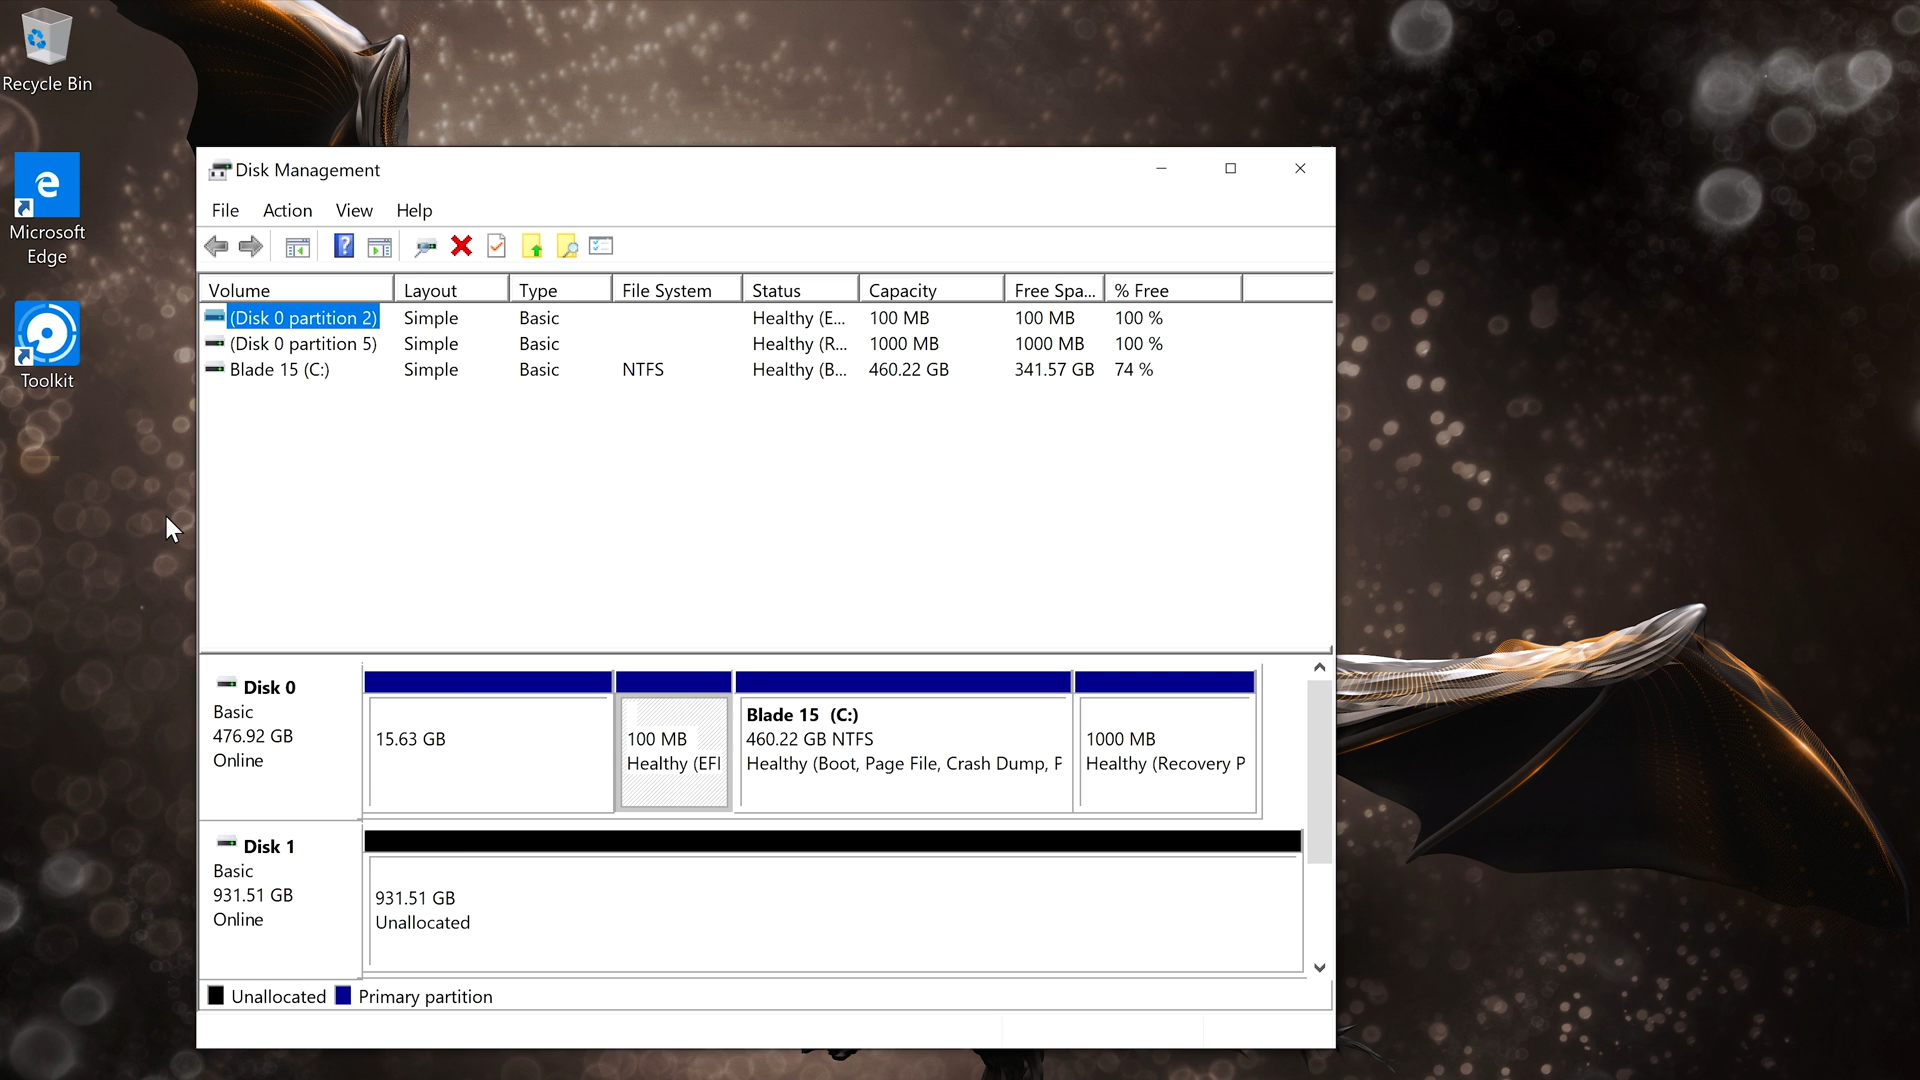 Recycle Bin
Microsoft
Edge
Toolkit
Disk Management
File Action View Help
Volume Layout Type File System Status Capacity Free Spa... % Free
(Disk 0 partition 2) Simple Basic Healthy (E... 100 MB 100 MB 100 %
(Disk 0 partition 5) Simple Basic Healthy (R... 1000 MB 1000 MB 100 %
Blade 15 (C:) Simple Basic NTFS Healthy (B... 460.22 GB 341.57 GB 74 %
Disk 0
Basic
476.92 GB
Online
15.63 GB
100 MB
Healthy (EFI
Blade 15 (C:)
460.22 GB NTFS
Healthy (Boot, Page File, Crash Dump, P
1000 MB
Healthy (Recovery P
Disk 1
Basic
931.51 GB
Online
931.51 GB
Unallocated
Unallocated Primary partition